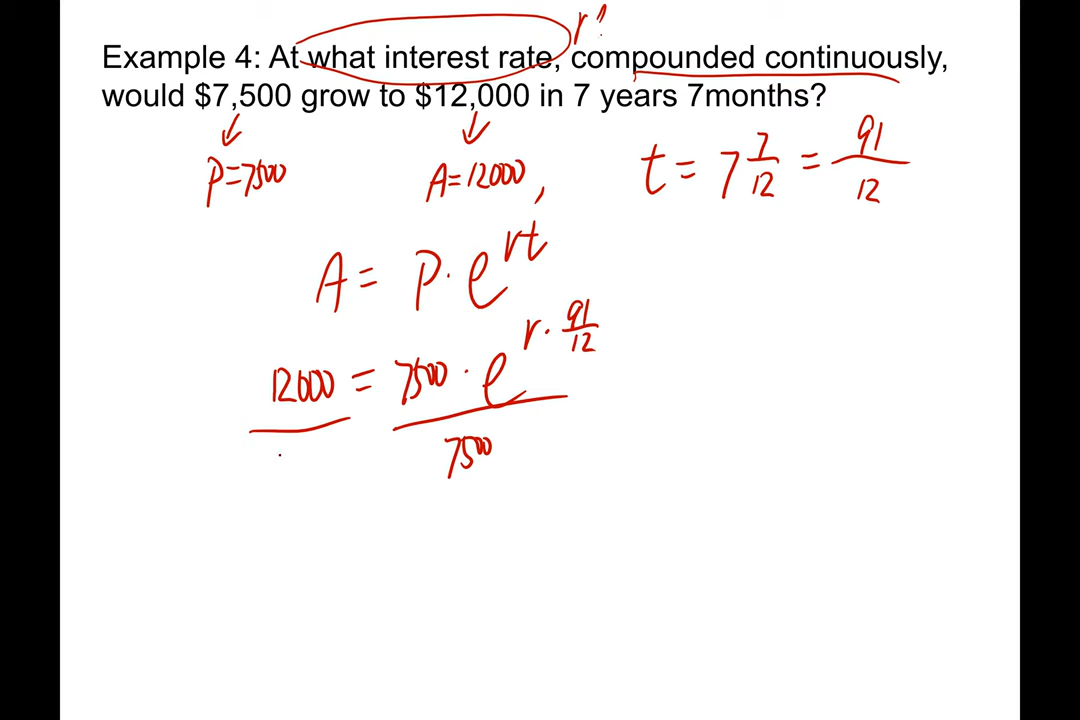 r?
Example 4: At what interest rate, compounded continuously,
would $7,500 grow to $12,000 in 7 years 7months?
P=7500 A=12000, t = 7 7/12 = 91/12
A = P · e^rt
12000 = 7500 · e^r · 91/12
7500